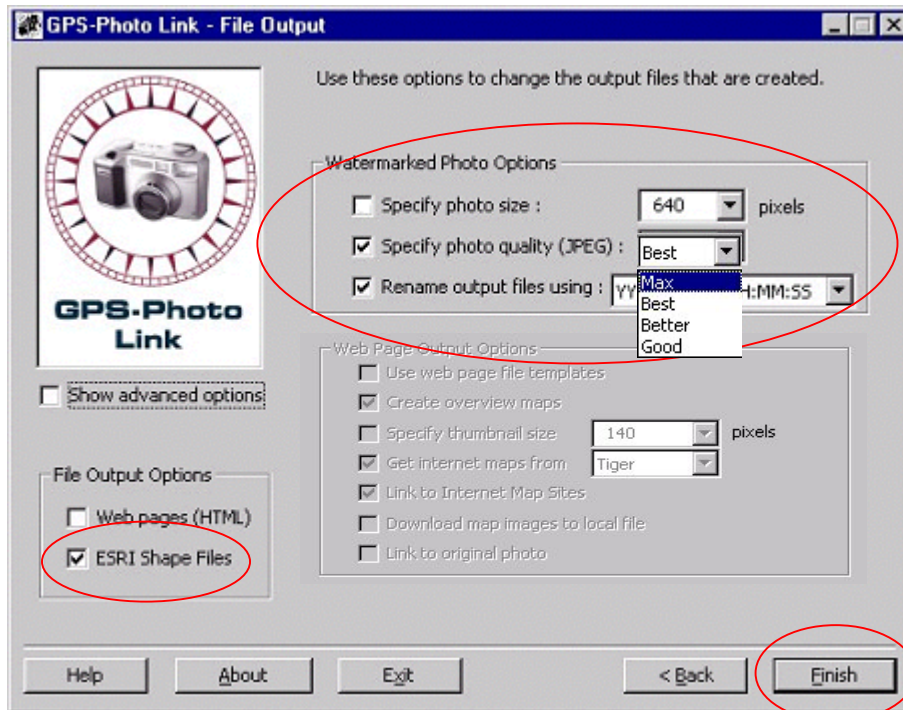 GPS-Photo Link - File Output
Use these options to change the output files that are created.
GPS-Photo
Link
Watermarked Photo Options
Specify photo size : 640 pixels
Specify photo quality (JPEG) : Best
Rename output files using : YY H:MM:SS
Max
Best
Better
Good
Show advanced options
Web Page Output Options
Use web page file templates
Create overview maps
Specify thumbnail size 140 pixels
Get internet maps from Tiger
Link to Internet Map Sites
Download map images to local file
Link to original photo
File Output Options
Web pages (HTML)
ESRI Shape Files
Help About Exit < Back Finish